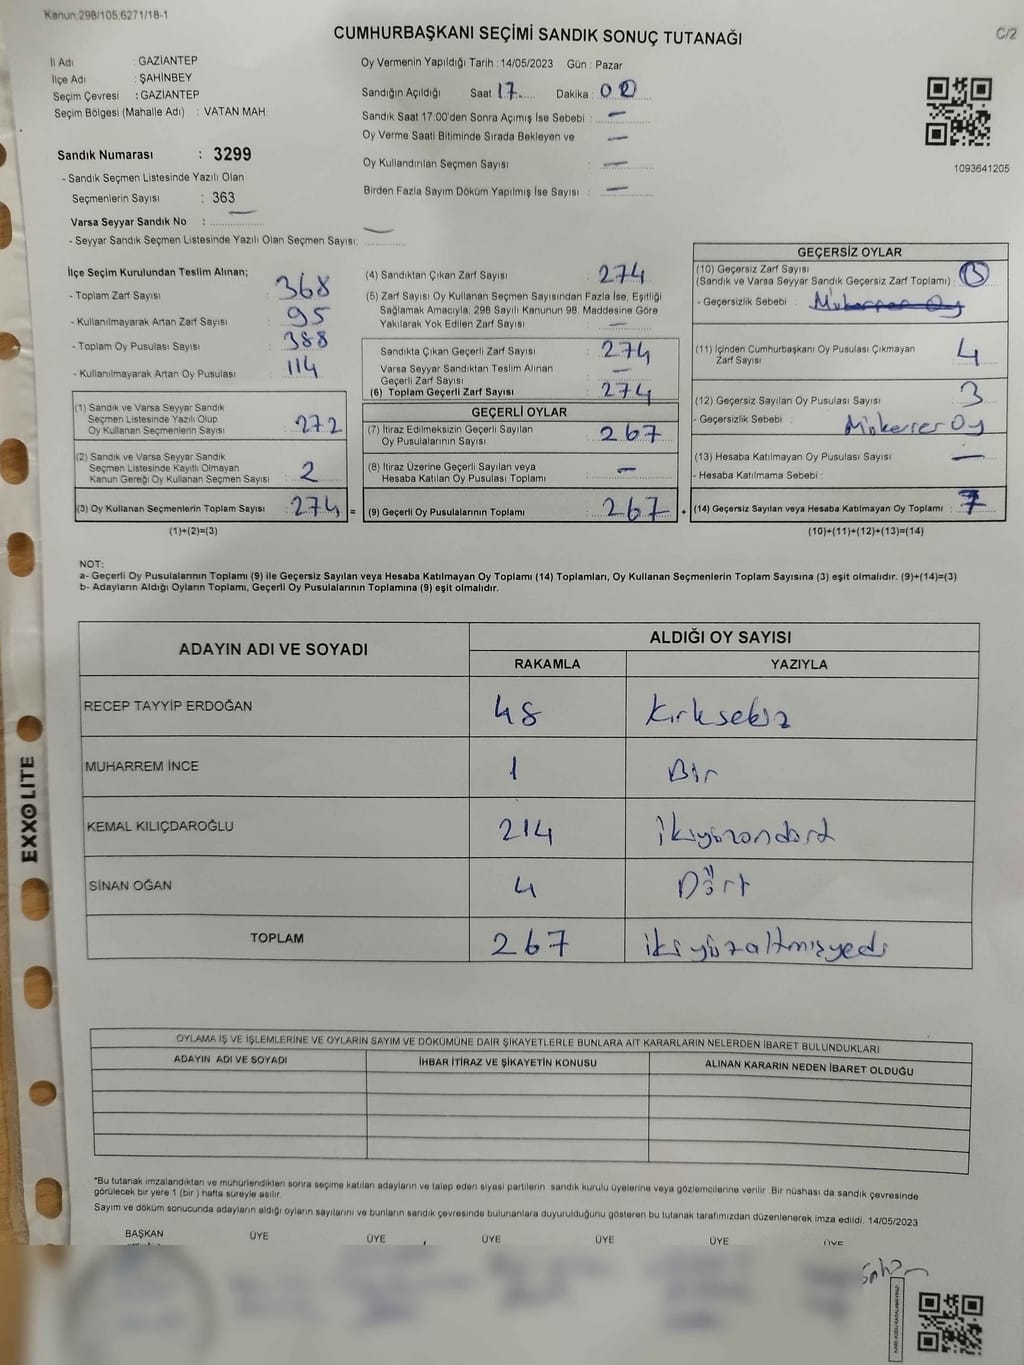 Kanun:298/105,6271/18-1
CUMHURBAŞKANI SEÇİMİ SANDIK SONUÇ TUTANAĞI
C/2
İl Adı : GAZİANTEP
İlçe Adı : ŞAHİNBEY
Seçim Çevresi : GAZİANTEP
Seçim Bölgesi (Mahalle Adı) : VATAN MAH.
Oy Vermenin Yapıldığı Tarih : 14/05/2023 Gün : Pazar
Sandığın Açıldığı Saat 17 Dakika : 00
Sandık Saat 17:00'den Sonra Açımış İse Sebebi : —
Oy Verme Saati Bitiminde Sırada Bekleyen ve —
Oy Kullandırılan Seçmen Sayısı : —
Birden Fazla Sayım Döküm Yapılmış İse Sayısı : —
1093641205
Sandık Numarası : 3299
- Sandık Seçmen Listesinde Yazılı Olan
Seçmenlerin Sayısı : 363
Varsa Seyyar Sandık No : —
- Seyyar Sandık Seçmen Listesinde Yazılı Olan Seçmen Sayısı: —
İlçe Seçim Kurulundan Teslim Alınan;
- Toplam Zarf Sayısı : 368
- Kullanılmayarak Artan Zarf Sayısı : 95
- Toplam Oy Pusulası Sayısı : 388
- Kullanılmayarak Artan Oy Pusulası : 114
(1) Sandık ve Varsa Seyyar Sandık
Seçmen Listesinde Yazılı Olup
Oy Kullanan Seçmenlerin Sayısı : 272
(2) Sandık ve Varsa Seyyar Sandık
Seçmen Listesinde Kayıtlı Olmayan
Kanun Gereği Oy Kullanan Seçmen Sayısı : 2
(3) Oy Kullanan Seçmenlerin Toplam Sayısı : 274 =
(1)+(2)=(3)
(4) Sandıktan Çıkan Zarf Sayısı : 274
(5) Zarf Sayısı Oy Kullanan Seçmen Sayısından Fazla İse, Eşitliği
Sağlamak Amacıyla; 298 Sayılı Kanunun 98. Maddesine Göre
Yakılarak Yok Edilen Zarf Sayısı : —
Sandıkta Çıkan Geçerli Zarf Sayısı : 274
Varsa Seyyar Sandıktan Teslim Alınan
Geçerli Zarf Sayısı : —
(6) Toplam Geçerli Zarf Sayısı : 274
GEÇERLİ OYLAR
(7) İtiraz Edilmeksizin Geçerli Sayılan
Oy Pusulalarının Sayısı : 267
(8) İtiraz Üzerine Geçerli Sayılan veya
Hesaba Katılan Oy Pusulası Toplamı : —
(9) Geçerli Oy Pusulalarının Toplamı : 267 +
GEÇERSİZ OYLAR
(10) Geçersiz Zarf Sayısı
(Sandık ve Varsa Seyyar Sandık Geçersiz Zarf Toplamı) :
- Geçersizlik Sebebi :
(11) İçinden Cumhurbaşkanı Oy Pusulası Çıkmayan
Zarf Sayısı : 4
(12) Geçersiz Sayılan Oy Pusulası Sayısı : 3
- Geçersizlik Sebebi : Mükerrer Oy
(13) Hesaba Katılmayan Oy Pusulası Sayısı : —
- Hesaba Katılmama Sebebi :
(14) Geçersiz Sayılan veya Hesaba Katılmayan Oy Toplamı : 7
(10)+(11)+(12)+(13)=(14)
NOT:
a- Geçerli Oy Pusulalarının Toplamı (9) ile Geçersiz Sayılan veya Hesaba Katılmayan Oy Toplamı (14) Toplamları, Oy Kullanan Seçmenlerin Toplam Sayısına (3) eşit olmalıdır. (9)+(14)=(3)
b- Adayların Aldığı Oyların Toplamı, Geçerli Oy Pusulalarının Toplamına (9) eşit olmalıdır.
ADAYIN ADI VE SOYADI
ALDIĞI OY SAYISI
RAKAMLA YAZIYLA
RECEP TAYYİP ERDOĞAN 48 Kırksekiz
MUHARREM İNCE 1 Bir
KEMAL KILIÇDAROĞLU 214 ikiyüzondört
SİNAN OĞAN 4 Dört
TOPLAM 267 ikiyüzaltmışyedi
OYLAMA İŞ VE İŞLEMLERİNE VE OYLARIN SAYIM VE DÖKÜMÜNE DAİR ŞİKAYETLERLE BUNLARA AİT KARARLARIN NELERDEN İBARET BULUNDUKLARI
ADAYIN ADI VE SOYADI İHBAR İTİRAZ VE ŞİKAYETİN KONUSU ALINAN KARARIN NEDEN İBARET OLDUĞU
*Bu tutanak imzalandıktan ve mühürlendikten sonra seçime katılan adayların ve talep eden siyasi partilerin sandık kurulu üyelerine veya gözlemcilerine verilir .Bir nüshası da sandık çevresinde
görülecek bir yere 1 (bir ) hafta süreyle asılır.
Sayım ve döküm sonucunda adayların aldığı oyların sayılarını ve bunların sandık çevresinde bulunanlara duyurulduğunu gösteren bu tutanak tarafımızdan düzenlenerek imza edildi. 14/05/2023
BAŞKAN ÜYE ÜYE ÜYE ÜYE ÜYE ÜYE
EXXOLITE